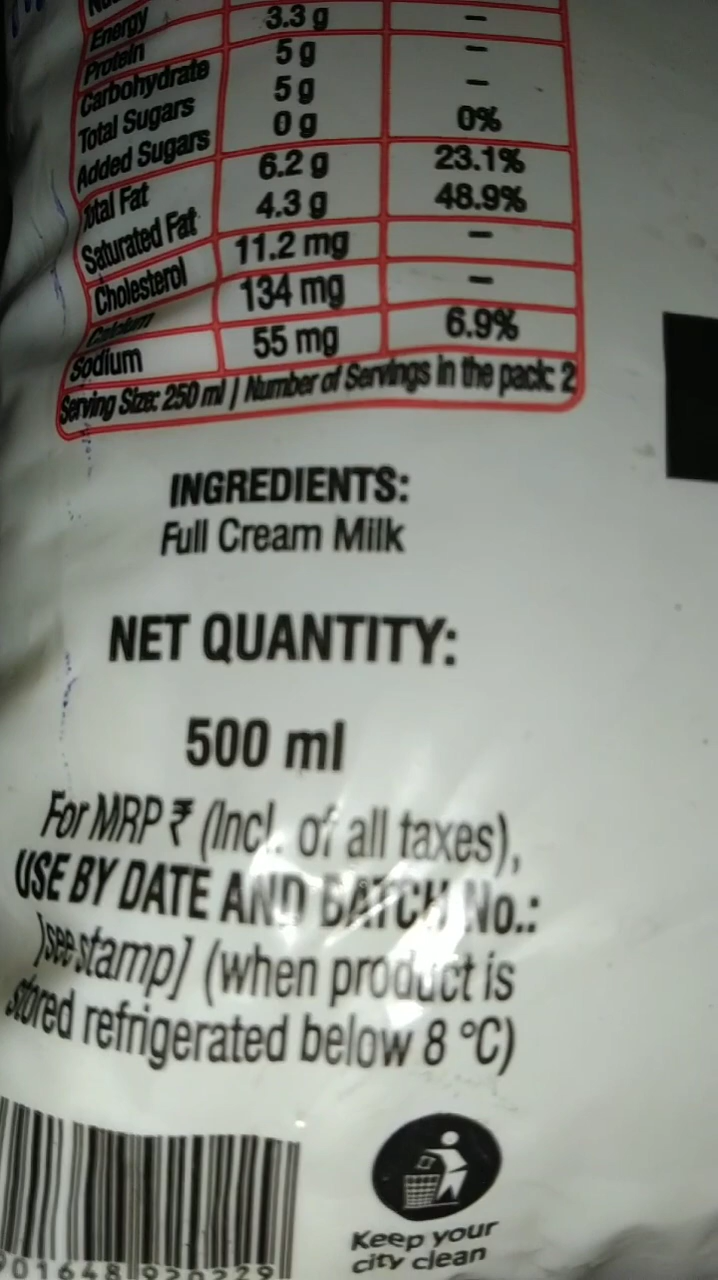 Energy
Protein 3.3 g –
Carbohydrate 5 g –
Total Sugars 5 g –
Added Sugars 0 g 0%
Total Fat 6.2 g 23.1%
Saturated Fat 4.3 g 48.9%
Cholesterol 11.2 mg –
Calcium 134 mg –
Sodium 55 mg 6.9%
Serving Size: 250 ml | Number of Servings in the pack: 2
INGREDIENTS:
Full Cream Milk
NET QUANTITY:
500 ml
For MRP ₹ (Incl. of all taxes),
USE BY DATE AND BATCH No.:
[see stamp] (when product is
stored refrigerated below 8 °C)
Keep your
city clean